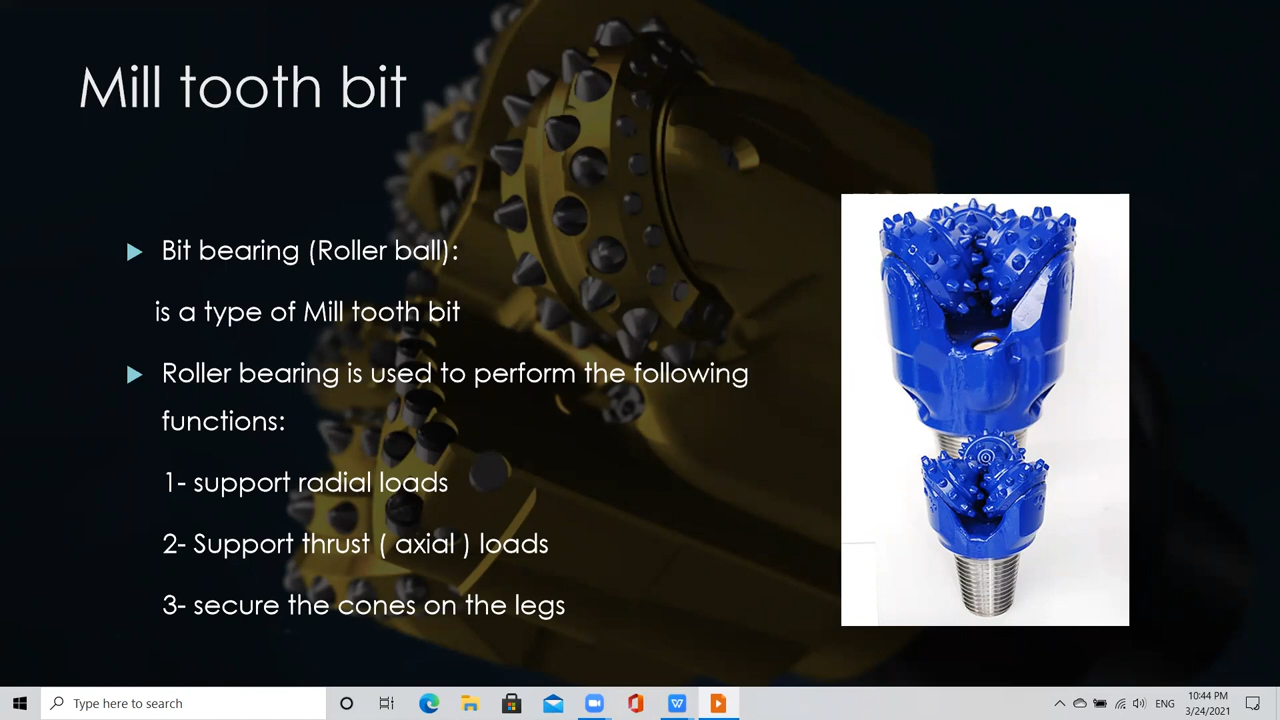 Mill tooth bit
Bit bearing (Roller ball):
is a type of Mill tooth bit
Roller bearing is used to perform the following
functions:
1- support radial loads
2- Support thrust ( axial ) loads
3- secure the cones on the legs
Type here to search
ENG
10:44 PM
3/24/2021